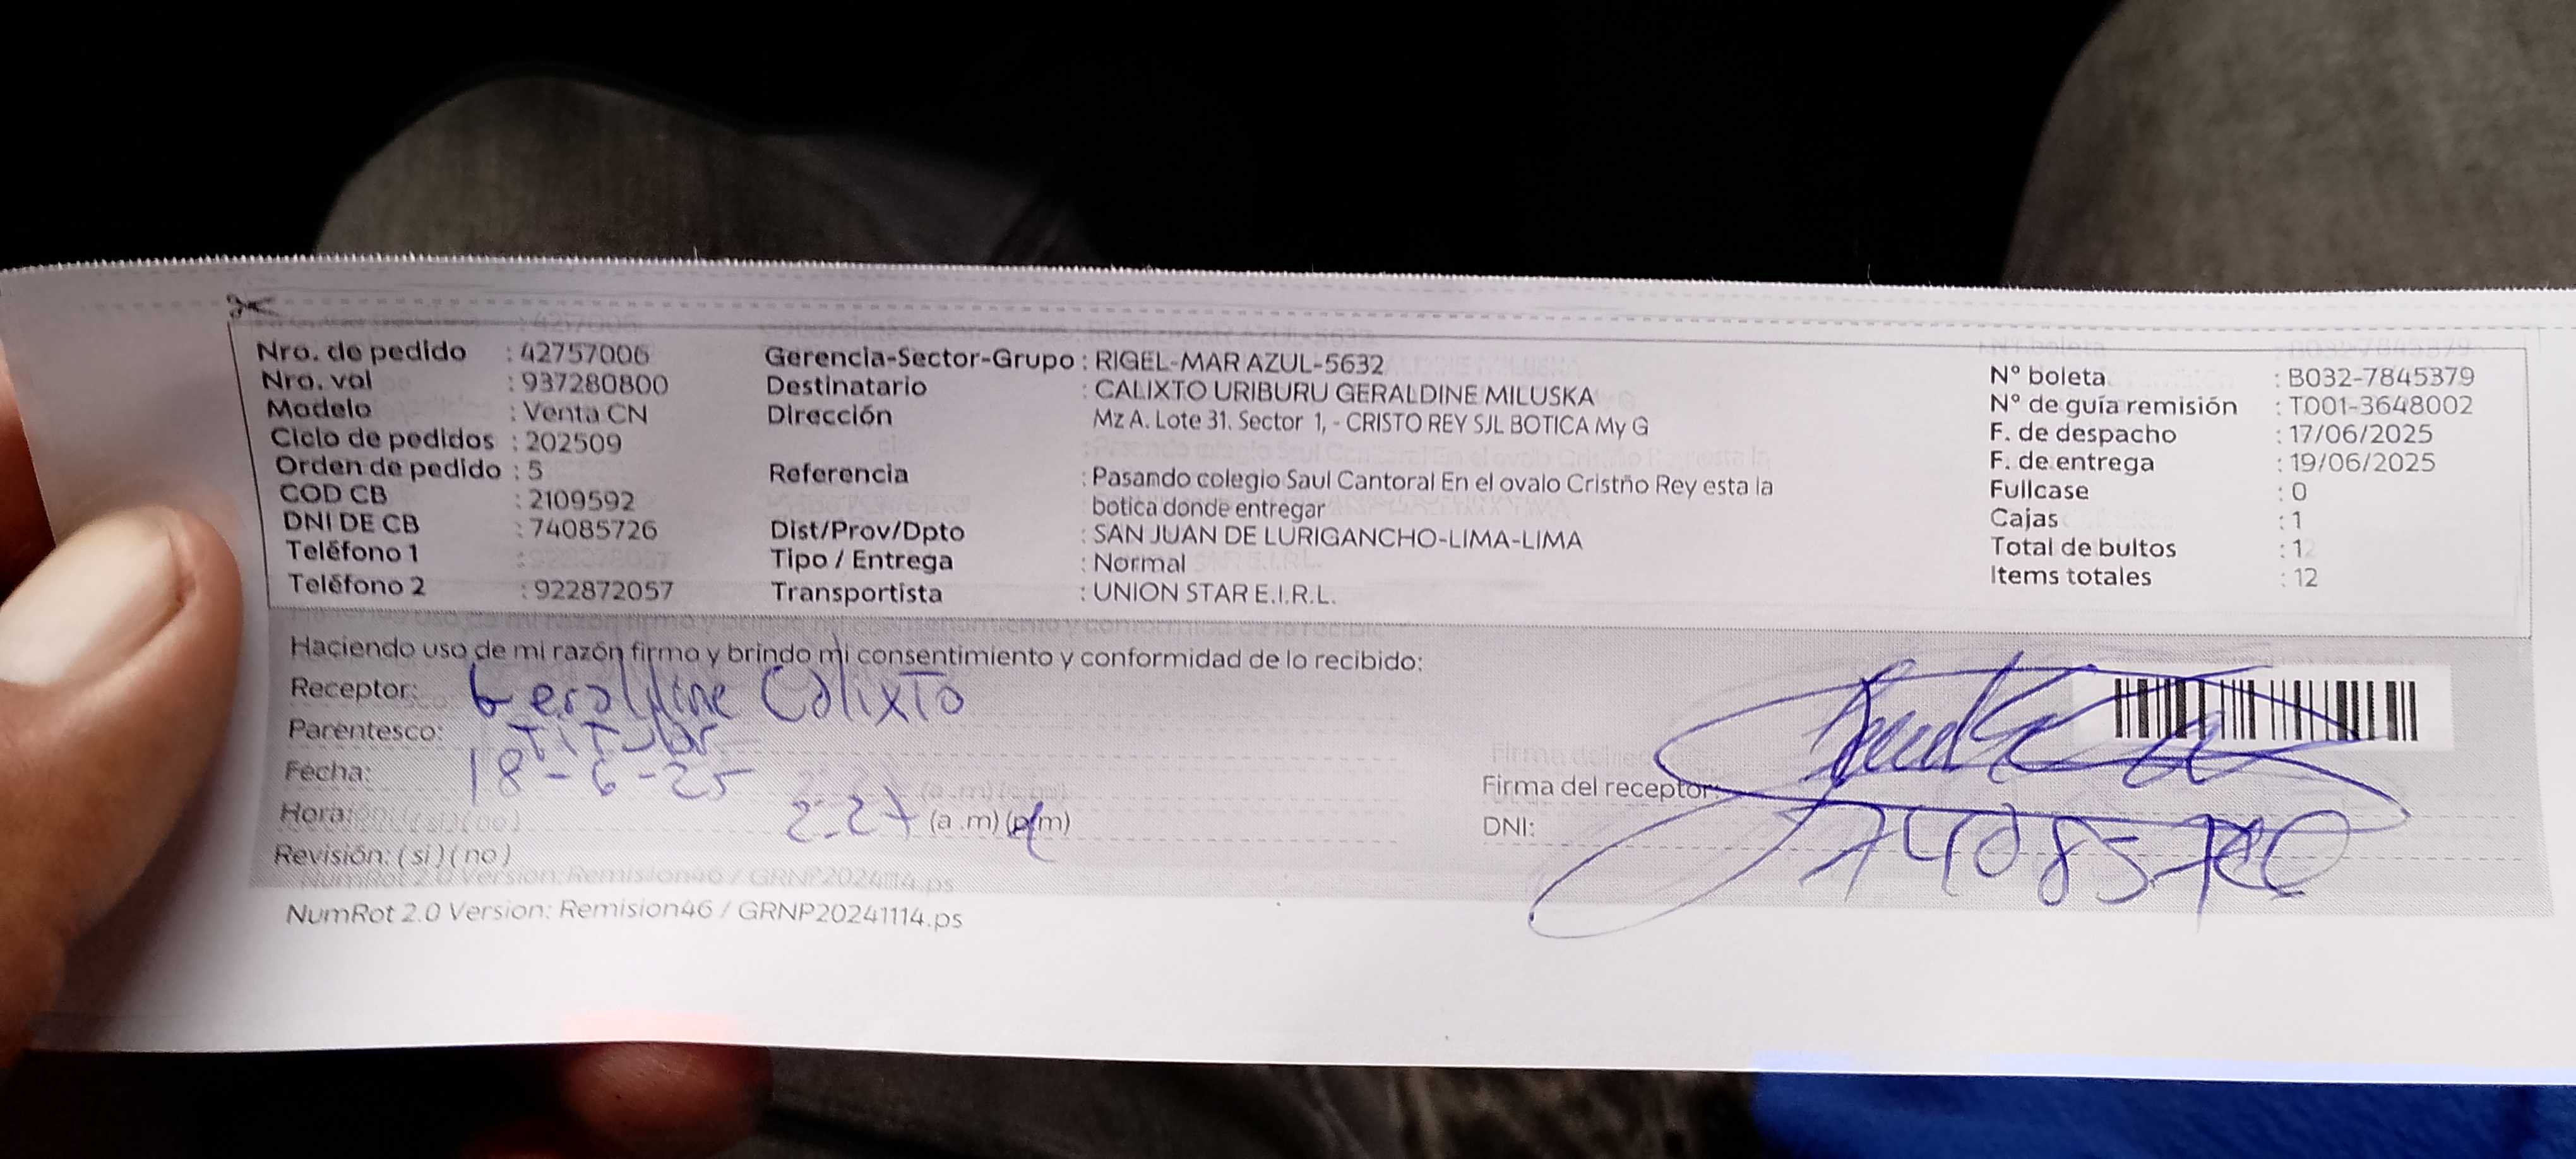 Nro. de pedido : 42757006
Nro. val : 937280800
Modelo : Venta CN
Ciclo de pedidos : 202509
Orden de pedido : 5
COD CB : 2109592
DNI DE CB : 74085726
Teléfono 1 :
Teléfono 2 : 922872057
Gerencia-Sector-Grupo : RIGEL-MAR AZUL-5632
Destinatario : CALIXTO URIBURU GERALDINE MILUSKA
Dirección Mz A. Lote 31. Sector 1, - CRISTO REY SJL BOTICA My G
Referencia : Pasando colegio Saul Cantoral En el ovalo Cristño Rey esta la
botica donde entregar
Dist/Prov/Dpto : SAN JUAN DE LURIGANCHO-LIMA-LIMA
Tipo / Entrega : Normal
Transportista : UNION STAR E.I.R.L.
N° boleta : B032-7845379
N° de guía remisión : T001-3648002
F. de despacho : 17/06/2025
F. de entrega : 19/06/2025
Fullcase : 0
Cajas : 1
Total de bultos : 1
Items totales : 12
Haciendo uso de mi razón firmo y brindo mi consentimiento y conformidad de lo recibido:
Receptor: Geraldine Calixto
Parentesco: Titular
Fecha: 18-6-25
Hora: 2-27 (a .m) (p.m)
Revisión: ( si ) ( no )
Firma del receptor:
DNI:
NumRot 2.0 Version: Remision46 / GRNP20241114.ps